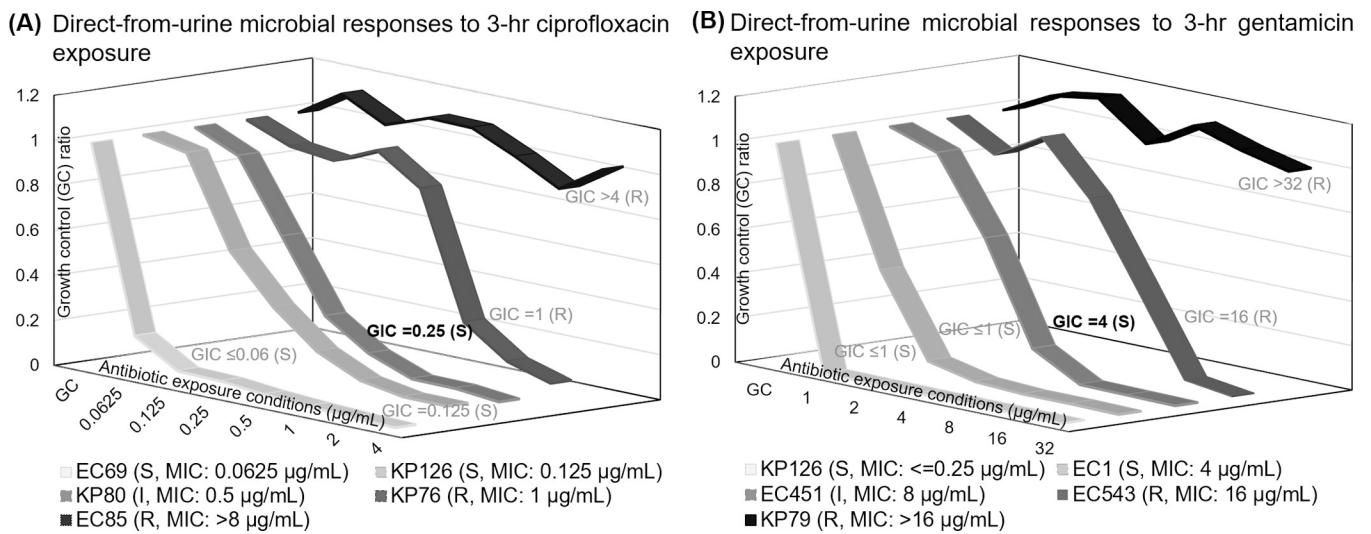 (A) Direct-from-urine microbial responses to 3-hr ciprofloxacin
exposure
1.2
1
0.8
0.6
0.4
0.2
0
Growth control (GC) ratio
GIC >4 (R)
GIC =1 (R)
GIC =0.25 (S)
GIC ≤0.06 (S)
GIC =0.125 (S)
Antibiotic exposure conditions (µg/mL)
GC
0.0625
0.125
0.25
0.5
1
2
4
EC69 (S, MIC: 0.0625 µg/mL)
KP126 (S, MIC: 0.125 µg/mL)
KP80 (I, MIC: 0.5 µg/mL)
KP76 (R, MIC: 1 µg/mL)
EC85 (R, MIC: >8 µg/mL)
(B) Direct-from-urine microbial responses to 3-hr gentamicin
exposure
1.2
1
0.8
0.6
0.4
0.2
0
Growth control (GC) ratio
GIC >32 (R)
GIC =16 (R)
GIC =4 (S)
GIC ≤1 (S)
GIC ≤1 (S)
Antibiotic exposure conditions (µg/mL)
GC
1
2
4
8
16
32
KP126 (S, MIC: <=0.25 µg/mL)
EC1 (S, MIC: 4 µg/mL)
EC451 (I, MIC: 8 µg/mL)
EC543 (R, MIC: 16 µg/mL)
KP79 (R, MIC: >16 µg/mL)